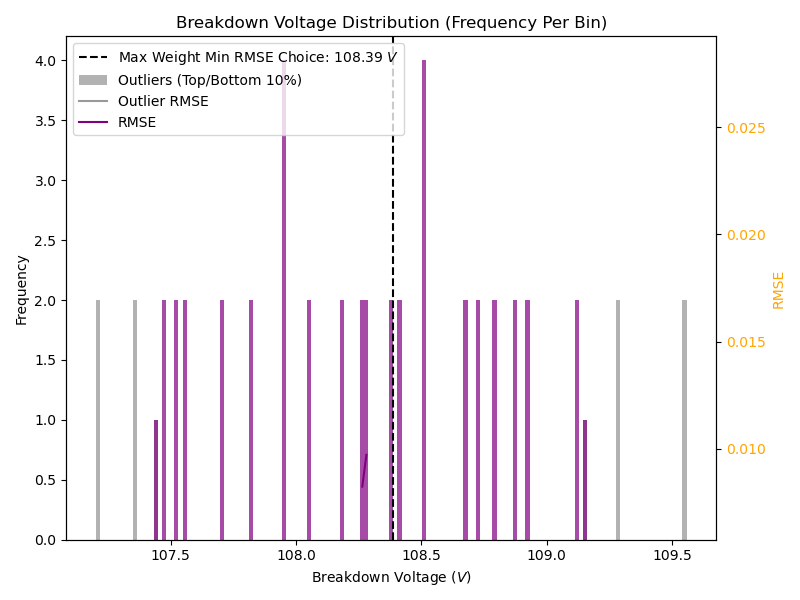 Breakdown Voltage Distribution (Frequency Per Bin)
Max Weight Min RMSE Choice: 108.39 V
Outliers (Top/Bottom 10%)
Outlier RMSE
RMSE
4.0
3.5
3.0
2.5
2.0
1.5
1.0
0.5
0.0
Frequency
0.025
0.020
0.015
0.010
RMSE
107.5 108.0 108.5 109.0 109.5
Breakdown Voltage (V)